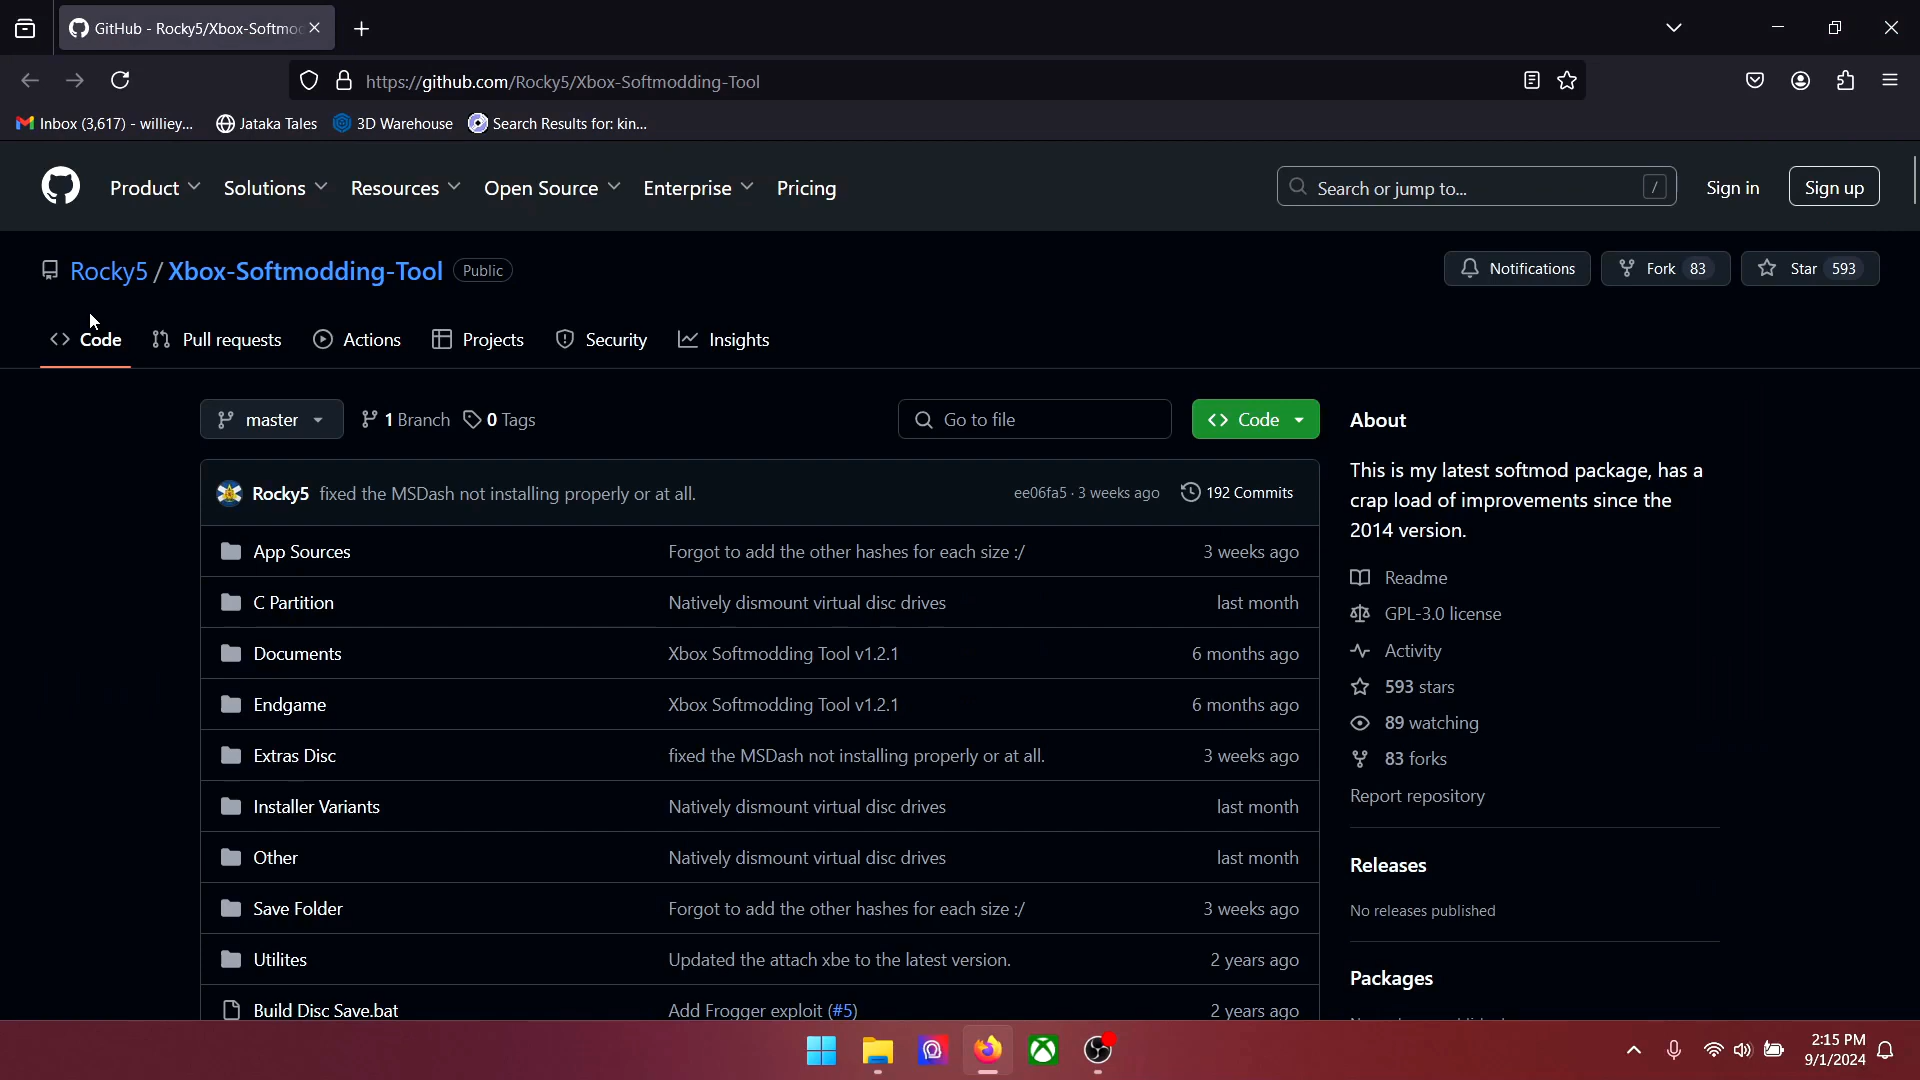 GitHub - Rocky5/Xbox-Softmo
https://github.com/Rocky5/Xbox-Softmodding-Tool
Inbox (3,617) - williey... Jataka Tales 3D Warehouse Search Results for: kin...
Product Solutions Resources Open Source Enterprise Pricing Search or jump to... / Sign in Sign up
Rocky5 / Xbox-Softmodding-Tool Public Notifications Fork 83 Star 593
Code Pull requests Actions Projects Security Insights
master 1 Branch 0 Tags Go to file Code
Rocky5 fixed the MSDash not installing properly or at all. ee06fa5 · 3 weeks ago 192 Commits
App Sources Forgot to add the other hashes for each size :/ 3 weeks ago
C Partition Natively dismount virtual disc drives last month
Documents Xbox Softmodding Tool v1.2.1 6 months ago
Endgame Xbox Softmodding Tool v1.2.1 6 months ago
Extras Disc fixed the MSDash not installing properly or at all. 3 weeks ago
Installer Variants Natively dismount virtual disc drives last month
Other Natively dismount virtual disc drives last month
Save Folder Forgot to add the other hashes for each size :/ 3 weeks ago
Utilites Updated the attach xbe to the latest version. 2 years ago
Build Disc Save.bat Add Frogger exploit (#5) 2 years ago
About
This is my latest softmod package, has a
crap load of improvements since the
2014 version.
Readme
GPL-3.0 license
Activity
593 stars
89 watching
83 forks
Report repository
Releases
No releases published
Packages
2:15 PM
9/1/2024